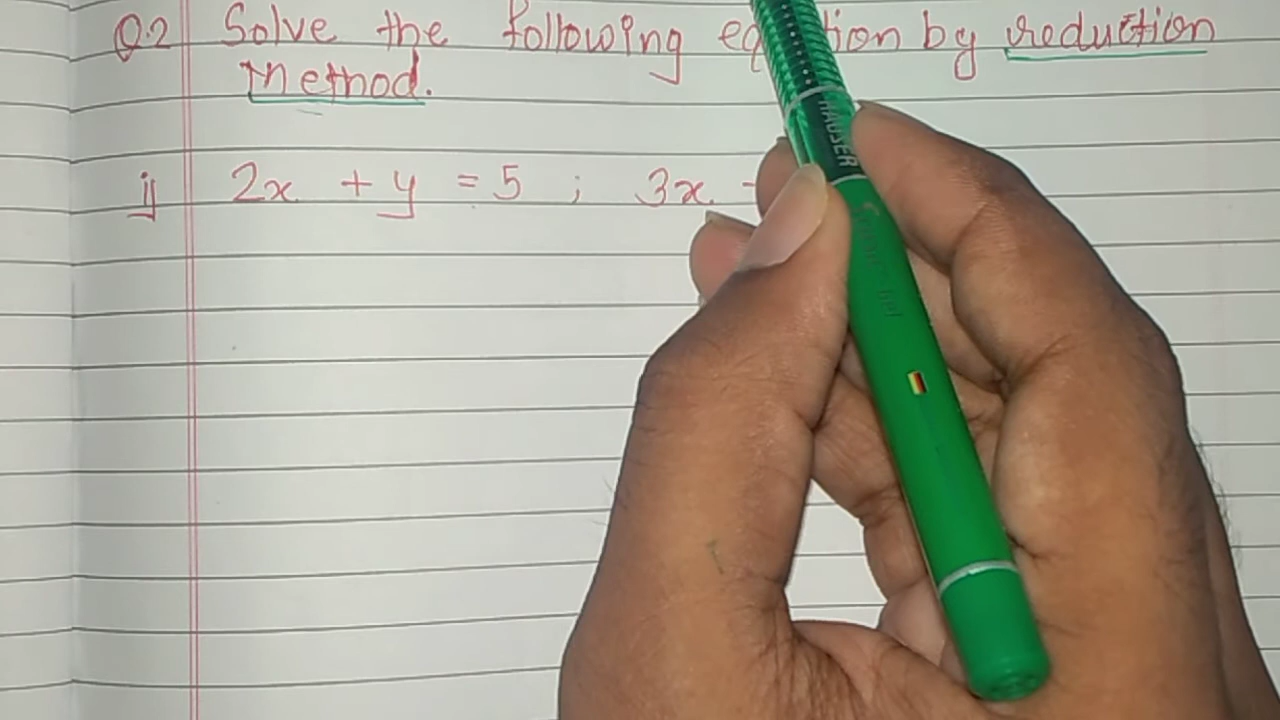 Q.2 Solve the following eq tion by reduction
Method.
i) 2x + y = 5 ; 3x -
HAUSER